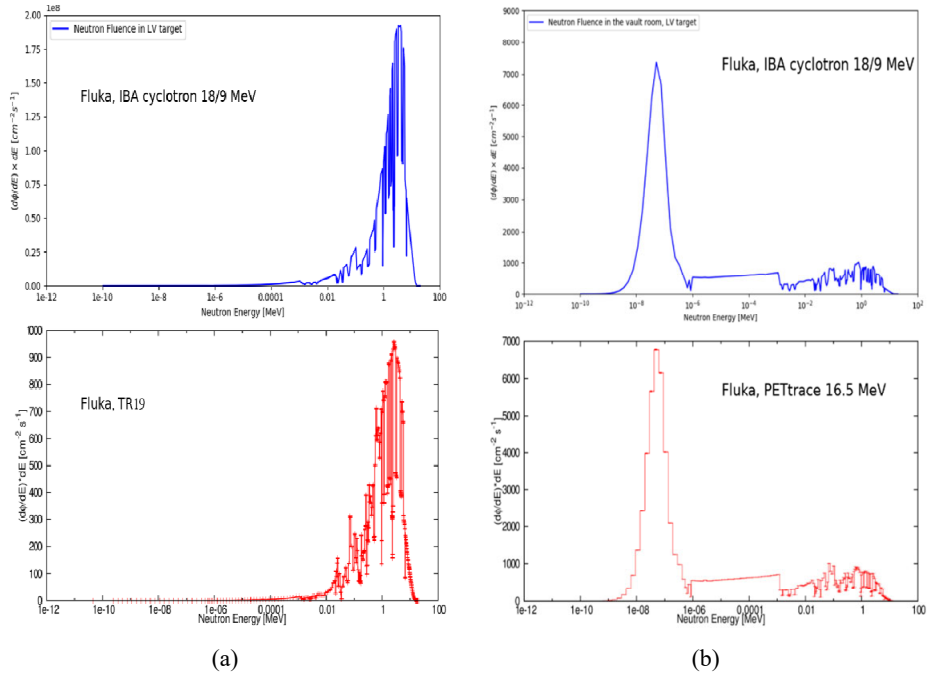 1e8
2.00
1.75
1.50
1.25
1.00
0.75
0.50
0.25
0.00
(dϕ/dE) × dE [cm⁻²s⁻¹]
Neutron Fluence in LV target
Fluka, IBA cyclotron 18/9 MeV
1e-12 1e-10 1e-8 1e-6 0.0001 0.01 1 100
Neutron Energy [MeV]
9000
8000
7000
6000
5000
4000
3000
2000
1000
0
(dϕ/dE) × dE [cm⁻²s⁻¹]
Neutron Fluence in the vault room, LV target
Fluka, IBA cyclotron 18/9 MeV
10⁻¹² 10⁻¹⁰ 10⁻⁸ 10⁻⁶ 10⁻⁴ 10⁻² 10⁰ 10²
Neutron Energy [MeV]
1000
900
800
700
600
500
400
300
200
100
0
(dϕ/dE)*dE [cm⁻² s⁻¹]
Fluka, TR19
1e-12 1e-10 1e-08 1e-06 0.0001 0.01 1 100
Neutron Energy [MeV]
7000
6000
5000
4000
3000
2000
1000
0
(dϕ/dE)*dE [cm⁻² s⁻¹]
Fluka, PETtrace 16.5 MeV
1e-12 1e-10 1e-08 1e-06 0.0001 0.01 1 100
Neutron Energy [MeV]
(a)
(b)